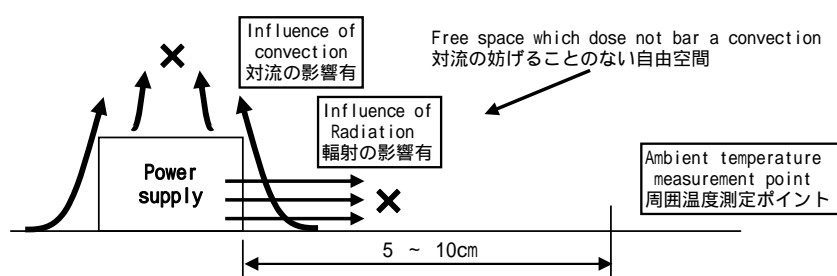 Influence of
convection
対流の影響有
Free space which dose not bar a convection
対流の妨げることのない自由空間
Influence of
Radiation
輻射の影響有
Power
supply
Ambient temperature
measurement point
周囲温度測定ポイント
5 ~ 10cm